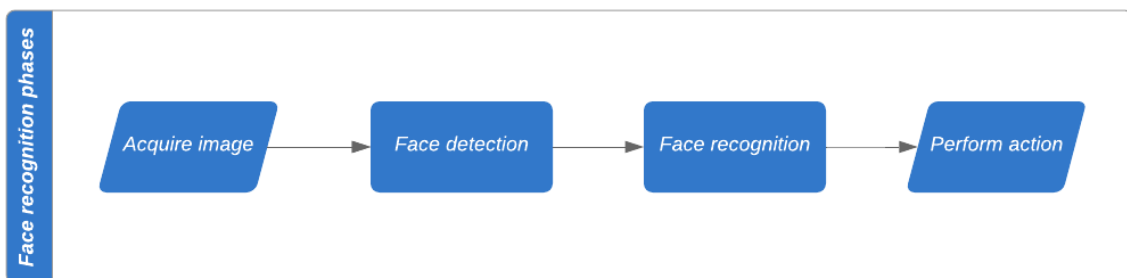 Face recognition phases
Acquire image
Face detection
Face recognition
Perform action